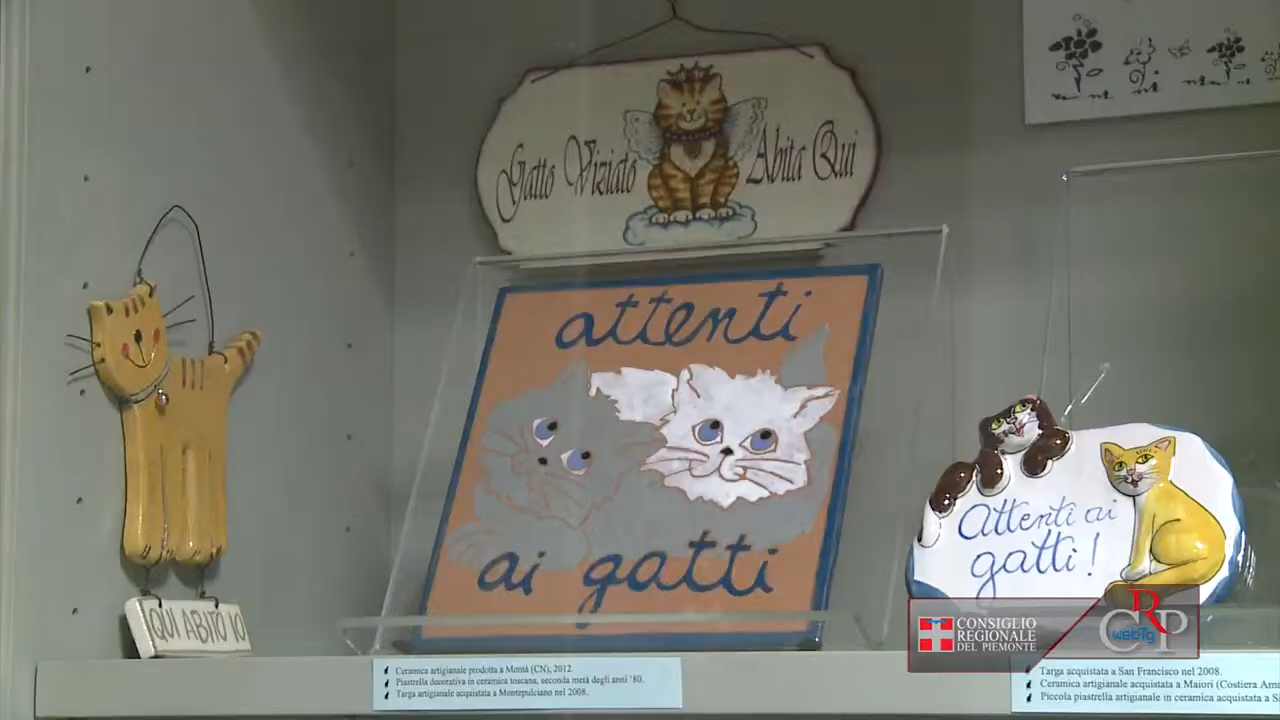 Gatto Viziato Abita Qui
attenti
ai gatti
Attenti ai
gatti!
QUI ABITO IO
CONSIGLIO
REGIONALE
DEL PIEMONTE
CRP
webTg
Ceramica artigianale prodotta a Montà (CN), 2012.
Piastrella decorativa in ceramica toscana, seconda metà degli anni '80.
Targa artigianale acquistata a Montepulciano nel 2008.
Targa acquistata a San Francisco nel 2008.
Ceramica artigianale acquistata a Maiori (Costiera
Piccola piastrella artigianale in ceramica acquistata a